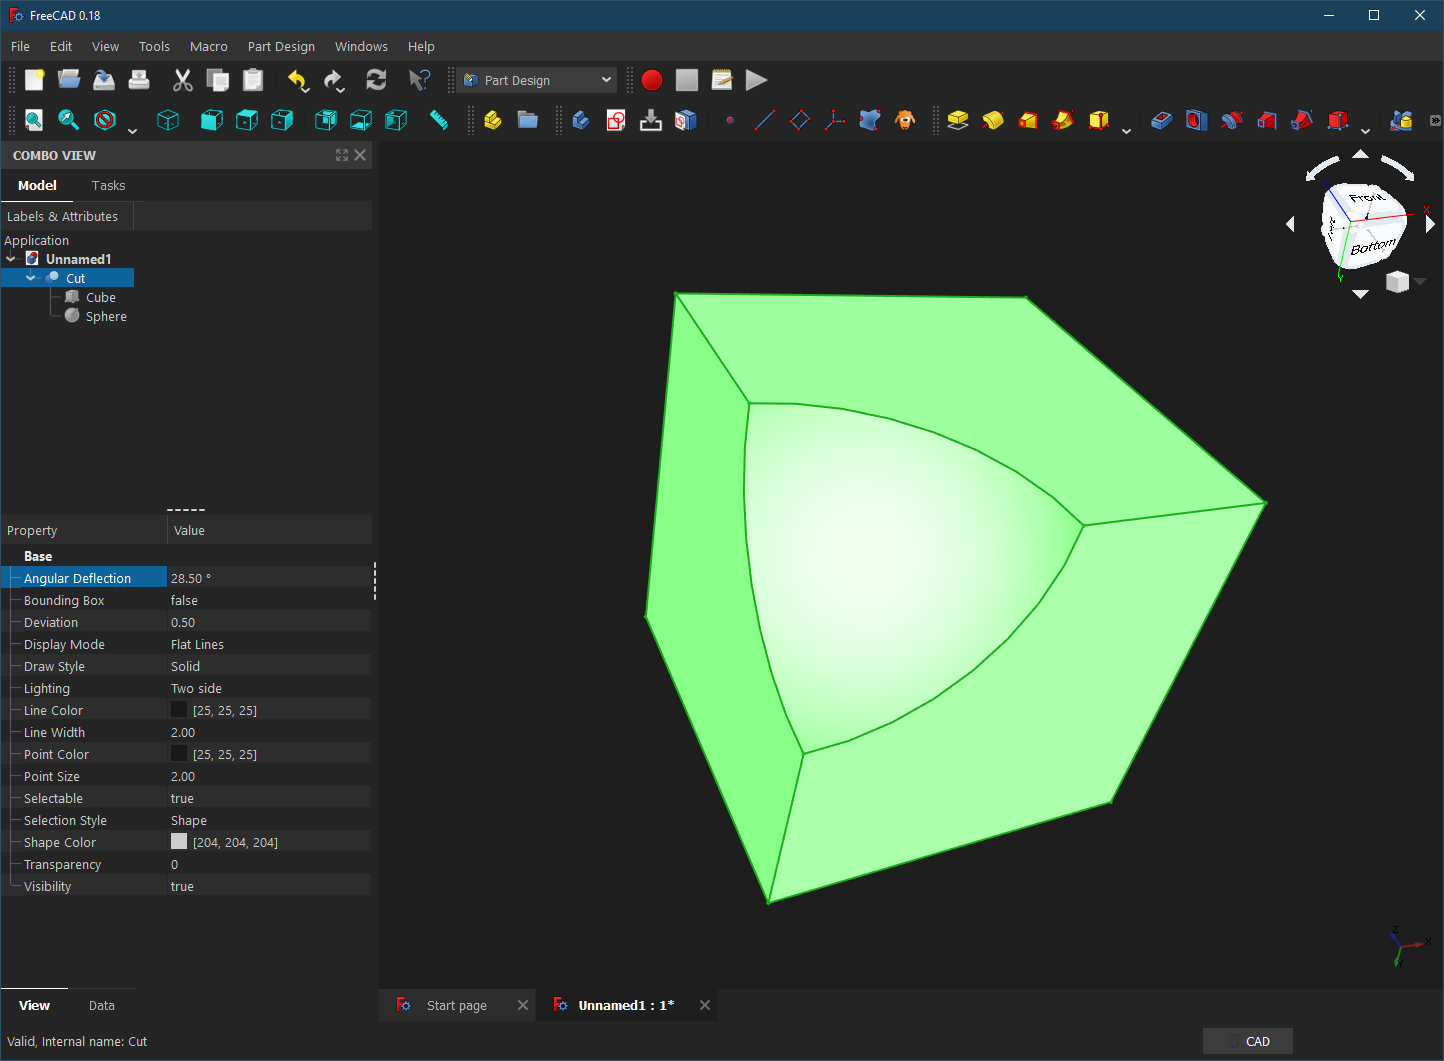 FreeCAD 0.18
File Edit View Tools Macro Part Design Windows Help
Part Design
COMBO VIEW
Model Tasks
Labels & Attributes
Application
Unnamed1
Cut
Cube
Sphere
Property Value
Base
Angular Deflection 28.50 °
Bounding Box false
Deviation 0.50
Display Mode Flat Lines
Draw Style Solid
Lighting Two side
Line Color [25, 25, 25]
Line Width 2.00
Point Color [25, 25, 25]
Point Size 2.00
Selectable true
Selection Style Shape
Shape Color [204, 204, 204]
Transparency 0
Visibility true
View Data
Front
X
Bottom
Y
Z
X
Y
Start page
Unnamed1 : 1*
Valid, Internal name: Cut
CAD